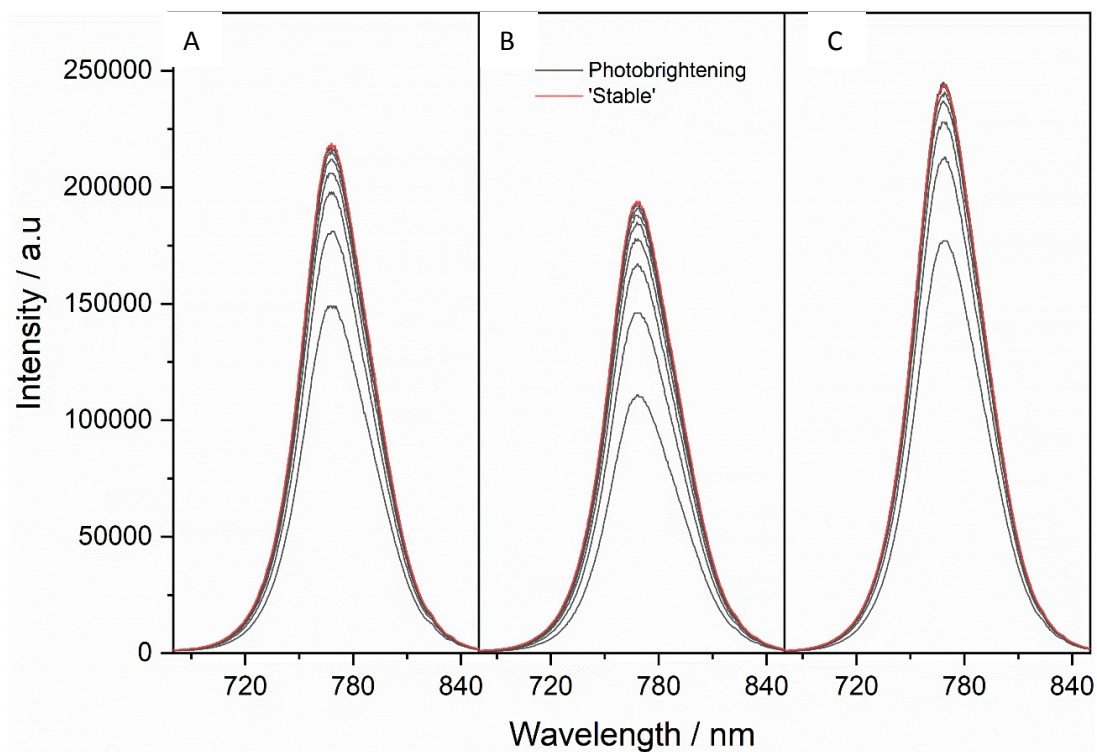 A
B
C
Photobrightening
'Stable'
250000
200000
150000
100000
50000
0
Intensity / a.u
720 780 840 720 780 840 720 780 840
Wavelength / nm